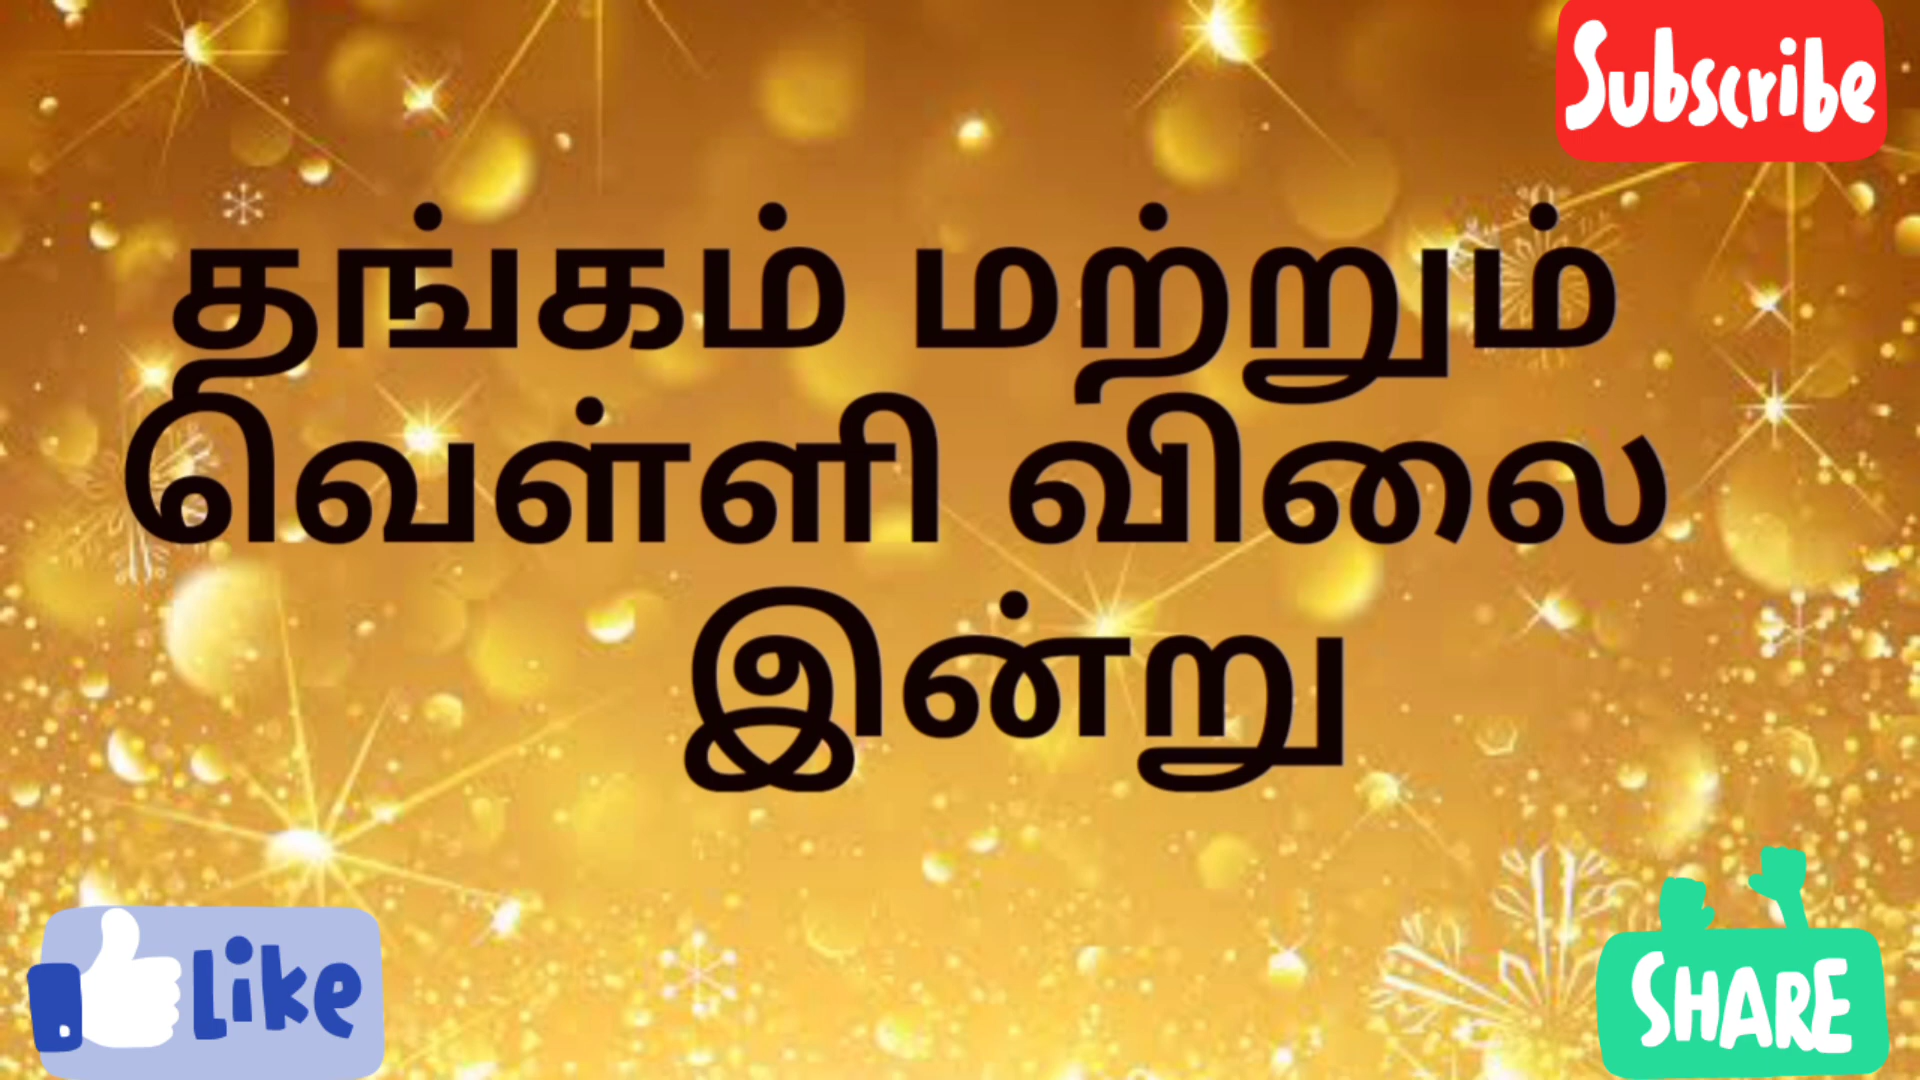 Subscribe
தங்கம் மற்றும்
வெள்ளி விலை
இன்று
Like
SHARE